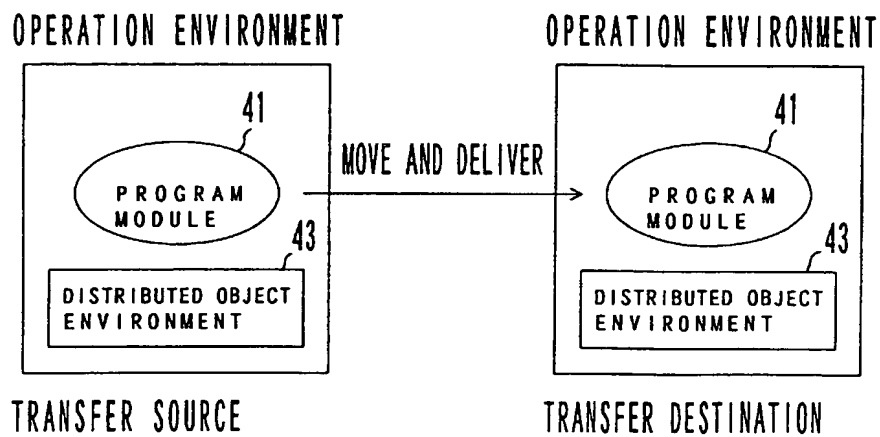 OPERATION ENVIRONMENT
41
PROGRAM
MODULE
43
DISTRIBUTED OBJECT
ENVIRONMENT
TRANSFER SOURCE
MOVE AND DELIVER
OPERATION ENVIRONMENT
41
PROGRAM
MODULE
43
DISTRIBUTED OBJECT
ENVIRONMENT
TRANSFER DESTINATION